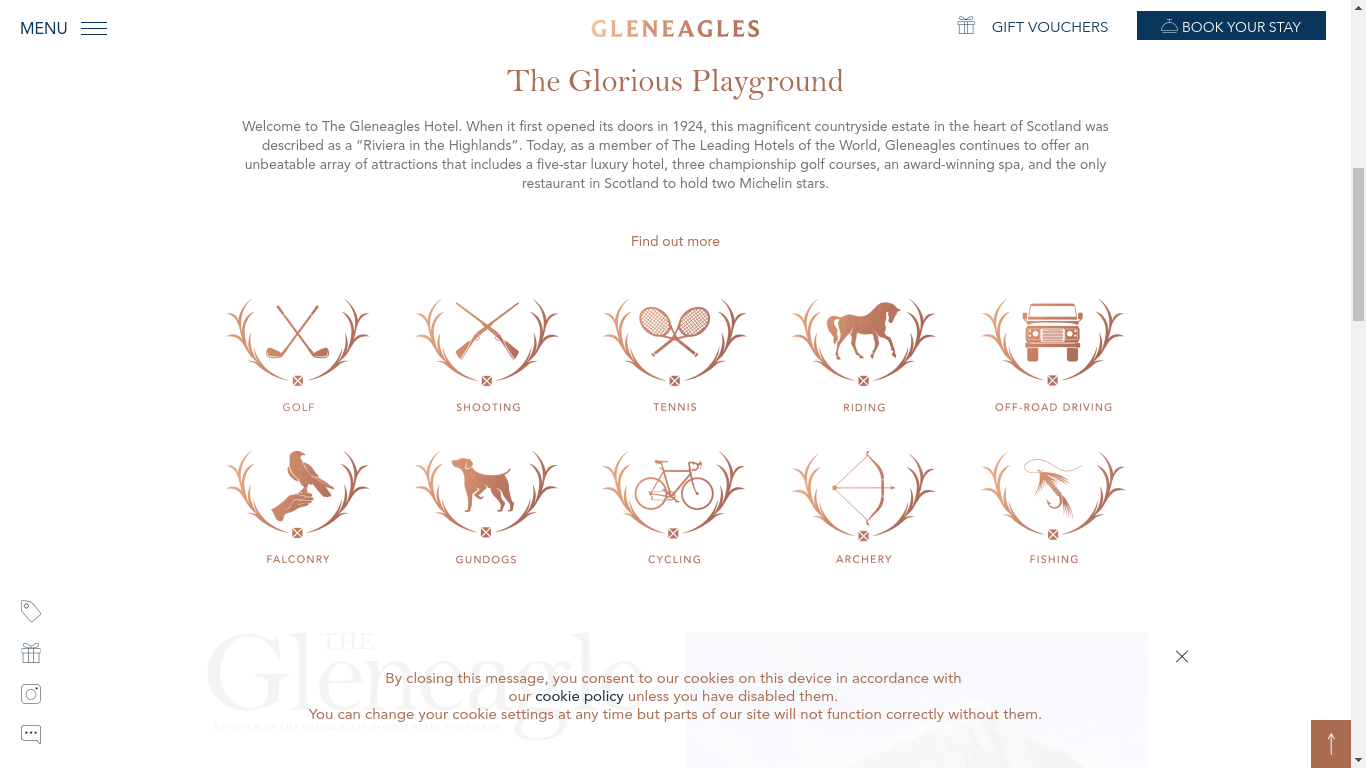 MENU
GLENEAGLES
GIFT VOUCHERS
BOOK YOUR STAY
The Glorious Playground
Welcome to The Gleneagles Hotel. When it first opened its doors in 1924, this magnificent countryside estate in the heart of Scotland was
described as a “Riviera in the Highlands”. Today, as a member of The Leading Hotels of the World, Gleneagles continues to offer an
unbeatable array of attractions that includes a five-star luxury hotel, three championship golf courses, an award-winning spa, and the only
restaurant in Scotland to hold two Michelin stars.
Find out more
GOLF
SHOOTING
TENNIS
RIDING
OFF-ROAD DRIVING
FALCONRY
GUNDOGS
CYCLING
ARCHERY
FISHING
THE
Gleneagle
NEWS FROM THE GLORIOUS PLAYGROUND
By closing this message, you consent to our cookies on this device in accordance with
our cookie policy unless you have disabled them.
You can change your cookie settings at any time but parts of our site will not function correctly without them.